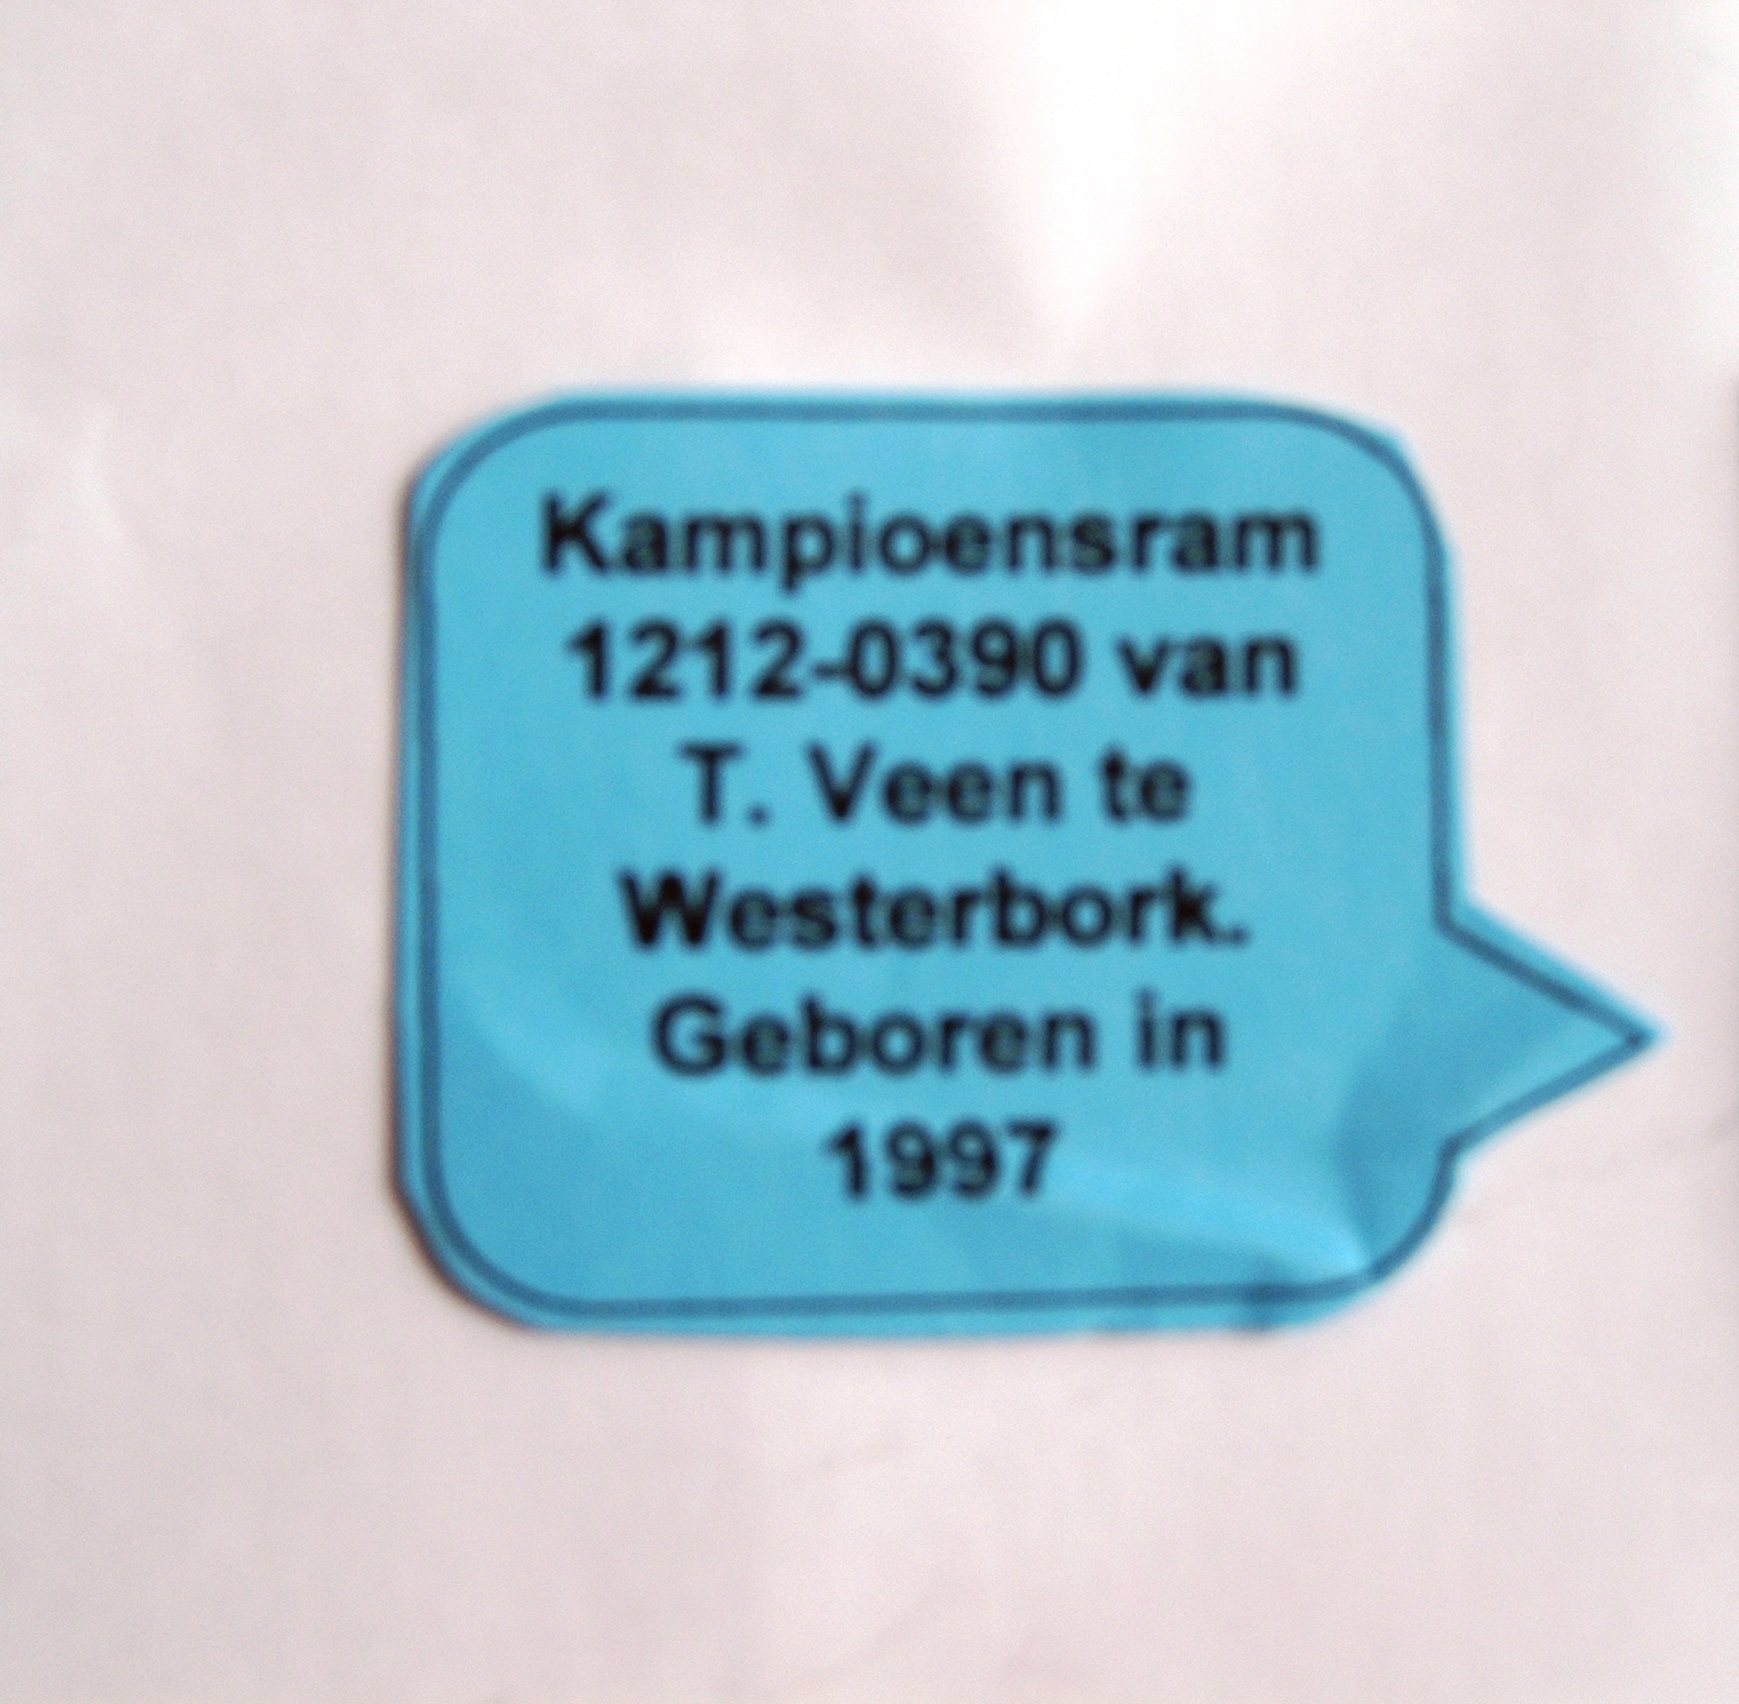 Kampioensram
1212-0390 van
T. Veen te
Westerbork.
Geboren in
1997